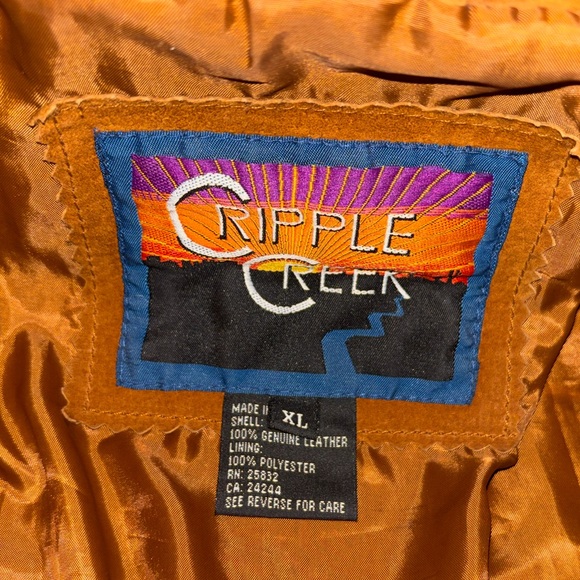 CRIPPLE
CREEK
XL
MADE IN
SHELL:
100% GENUINE LEATHER
LINING:
100% POLYESTER
RN: 25832
CA: 24244
SEE REVERSE FOR CARE